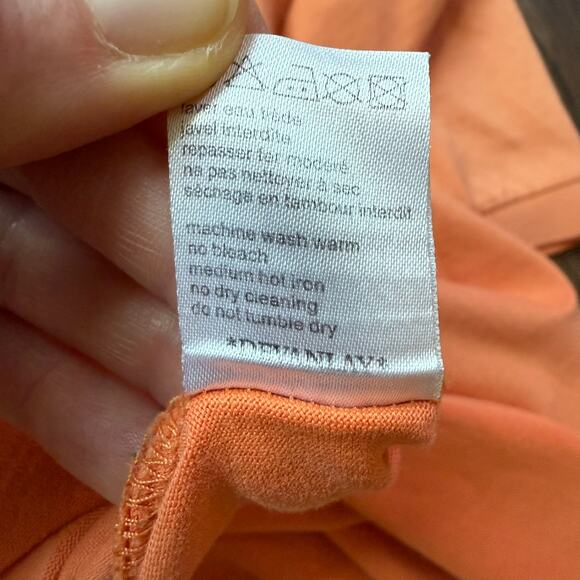 laver eau tiède
javel interdite
repasser fer modéré
ne pas nettoyer à sec
séchage en tambour interdit
machine wash warm
no bleach
medium hot iron
no dry cleaning
do not tumble dry
*DEVANLAY*